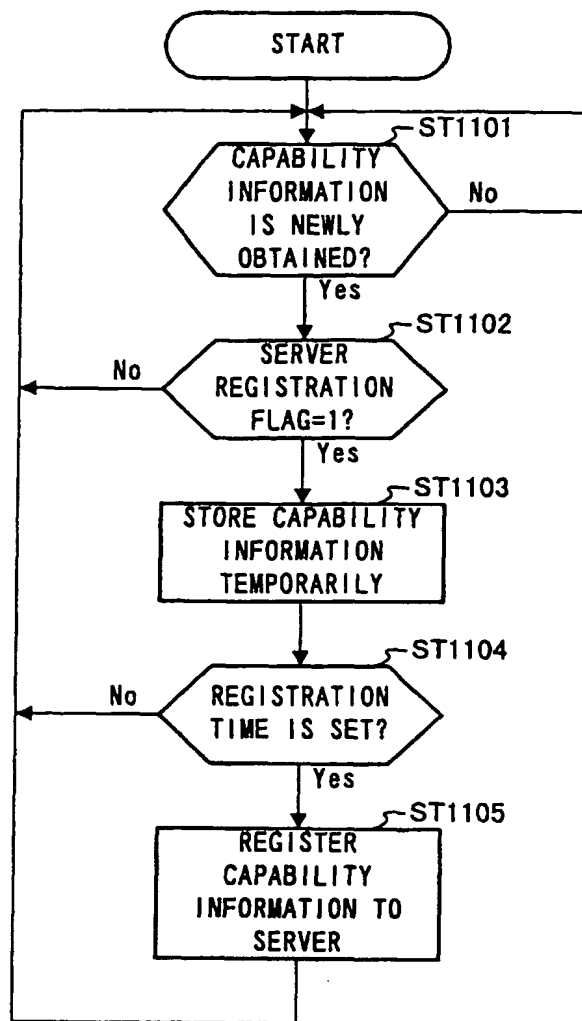 START
ST1101
CAPABILITY
INFORMATION
IS NEWLY
OBTAINED?
No
Yes
ST1102
SERVER
REGISTRATION
FLAG=1?
No
Yes
ST1103
STORE CAPABILITY
INFORMATION
TEMPORARILY
ST1104
REGISTRATION
TIME IS SET?
No
Yes
ST1105
REGISTER
CAPABILITY
INFORMATION TO
SERVER